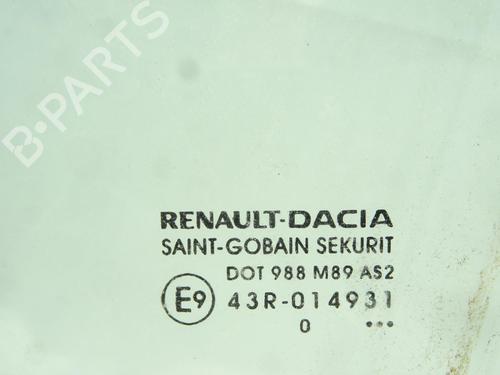 B-PARTS
RENAULT-DACIA
SAINT-GOBAIN SEKURIT
DOT 988 M89 AS2
E9 43R-014931
0 •••